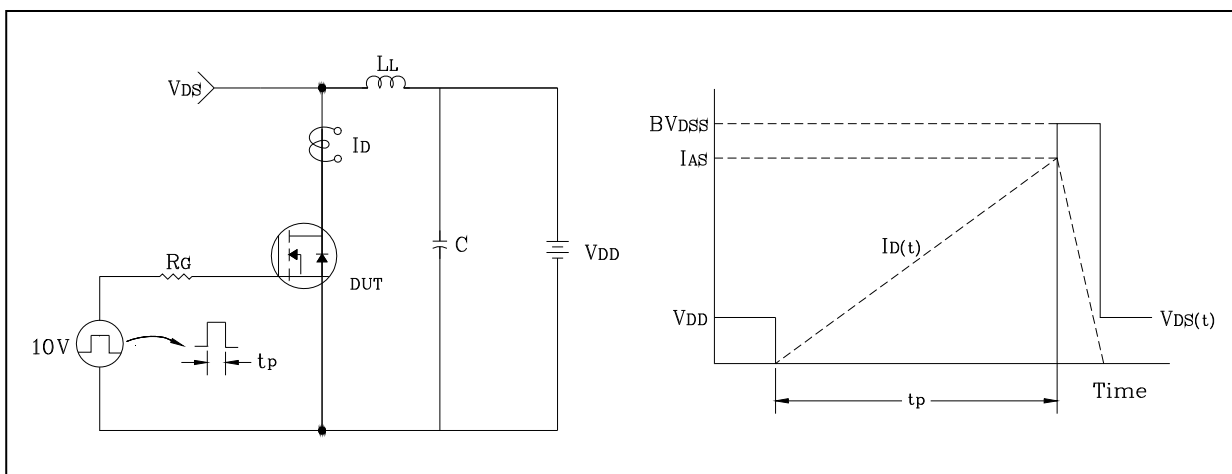 LL
VDS
ID
C
VDD
RG
DUT
10V
tp
BVDSS
IAS
ID(t)
VDD
VDS(t)
Time
tp